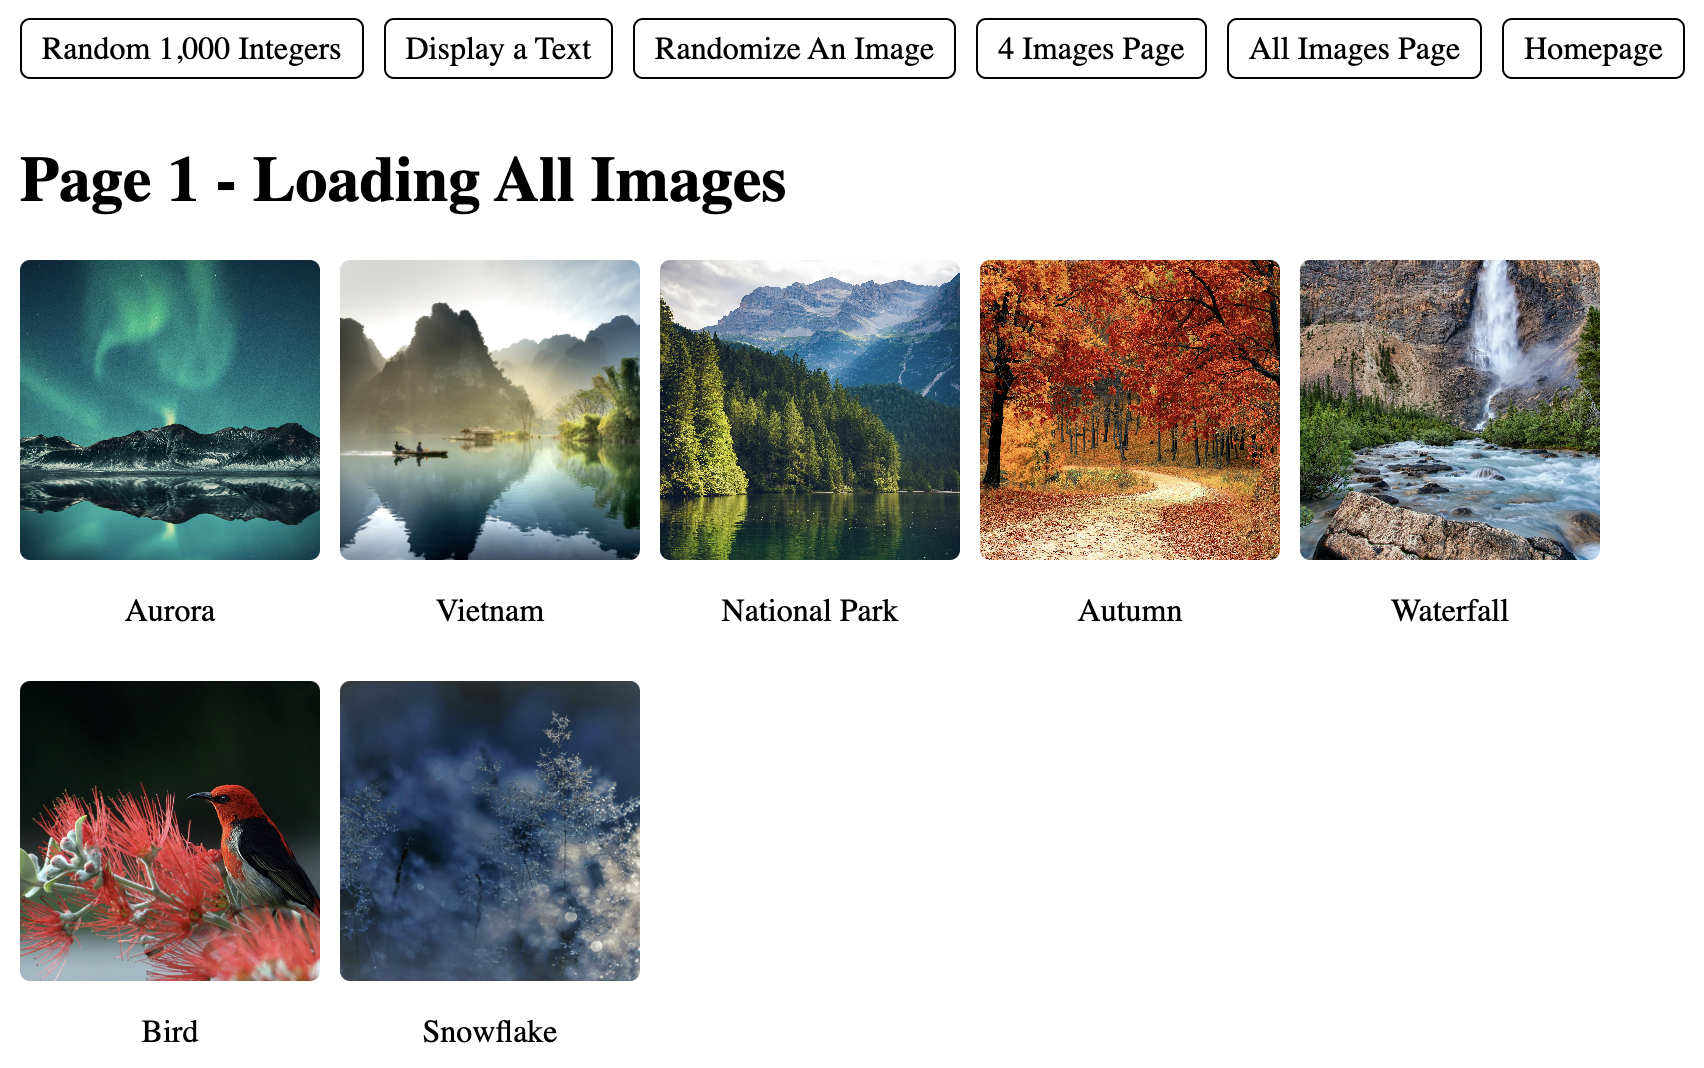 Random 1,000 Integers
Display a Text
Randomize An Image
4 Images Page
All Images Page
Homepage
Page 1 - Loading All Images
Aurora
Vietnam
National Park
Autumn
Waterfall
Bird
Snowflake